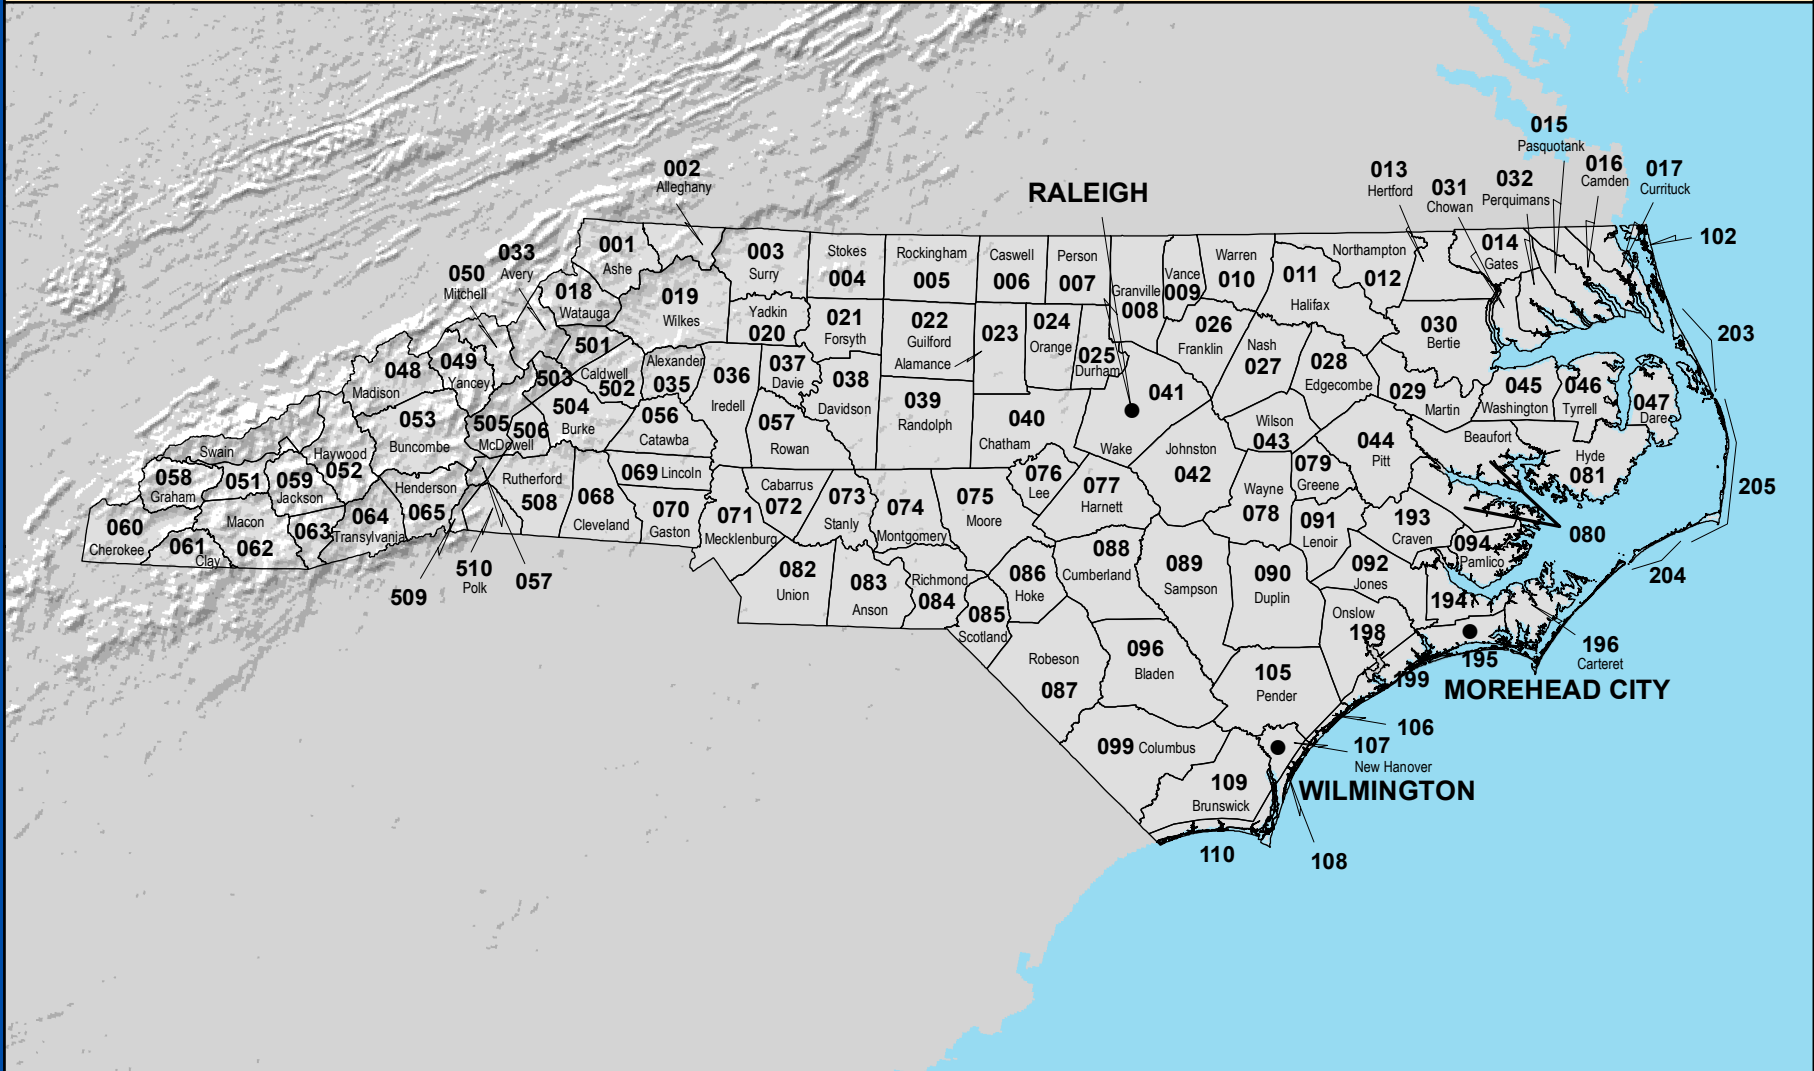 015
Pasquotank
002
Alleghany
RALEIGH
013
Hertford
031
Chowan
032
Perquimans
016
Camden
017
Currituck
102
001
Ashe
003
Surry
Stokes
004
Rockingham
005
Caswell
006
Person
007
Granville
008
Vance
009
Warren
010
011
Halifax
Northampton
012
014
Gates
033
Avery
050
Mitchell
018
Watauga
019
Wilkes
Yadkin
020
021
Forsyth
022
Guilford
Alamance
023
024
Orange
025
Durham
026
Franklin
Nash
027
028
Edgecombe
029
Martin
030
Bertie
203
048
Madison
049
Yancey
501
Caldwell
502
503
504
Burke
505
McDowell
506
Alexander
035
036
Iredell
037
Davie
038
Davidson
039
Randolph
040
Chatham
041
Wake
Johnston
042
Wilson
043
044
Pitt
045
Washington
046
Tyrrell
047
Dare
Beaufort
Hyde
081
205
053
Buncombe
056
Catawba
057
Rowan
Swain
Haywood
052
058
Graham
051
059
Jackson
Henderson
065
Rutherford
508
069 Lincoln
068
Cleveland
070
Gaston
071
Mecklenburg
Cabarrus
072
073
Stanly
074
Montgomery
075
Moore
076
Lee
077
Harnett
Wayne
078
079
Greene
060
Cherokee
061
Clay
Macon
062
063
064
Transylvania
091
Lenoir
193
Craven
094
Pamlico
080
204
509
510
Polk
057
082
Union
083
Anson
Richmond
084
085
Scotland
086
Hoke
088
Cumberland
089
Sampson
090
Duplin
092
Jones
194
Onslow
198
199
195
196
Carteret
MOREHEAD CITY
Robeson
087
096
Bladen
105
Pender
106
107
New Hanover
WILMINGTON
099 Columbus
109
Brunswick
110
108